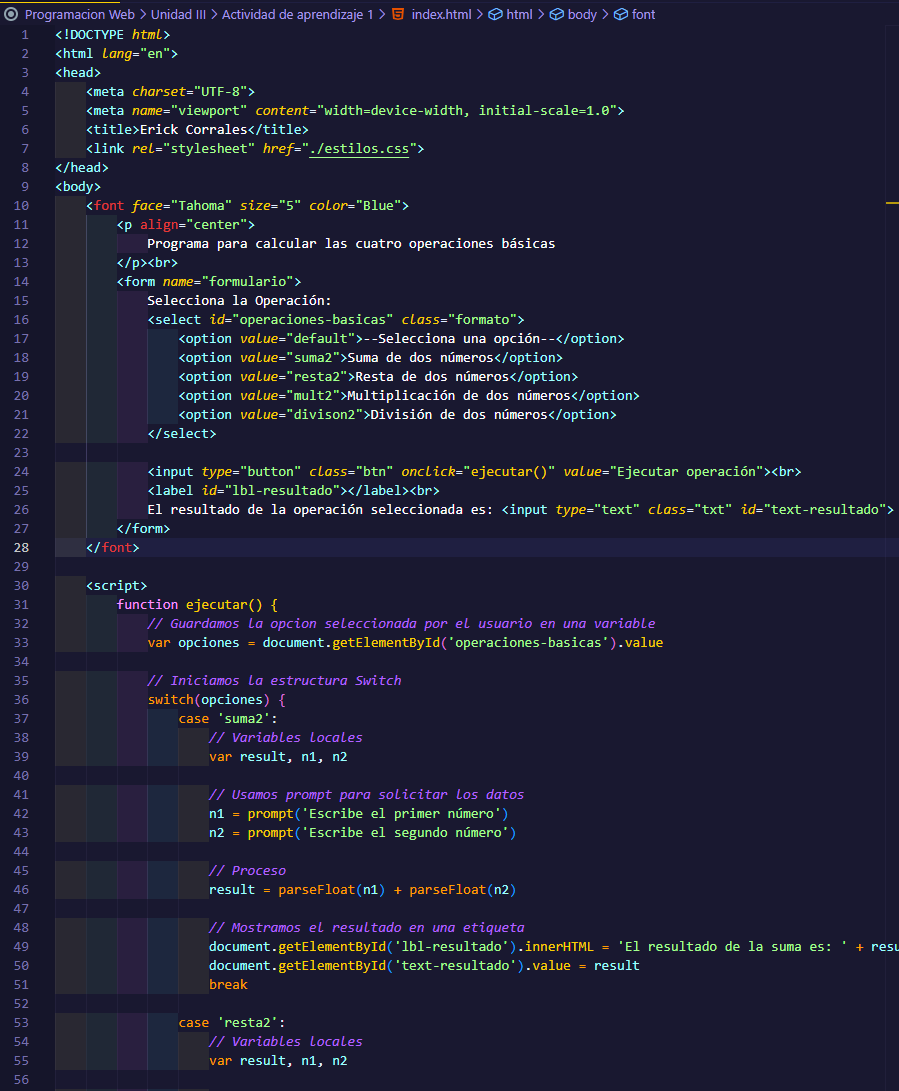 Programacion Web > Unidad III > Actividad de aprendizaje 1 > index.html > html > body > font
1 <!DOCTYPE html>
2 <html lang="en">
3 <head>
4 <meta charset="UTF-8">
5 <meta name="viewport" content="width=device-width, initial-scale=1.0">
6 <title>Erick Corrales</title>
7 <link rel="stylesheet" href="./estilos.css">
8 </head>
9 <body>
10 <font face="Tahoma" size="5" color="Blue">
11 <p align="center">
12 Programa para calcular las cuatro operaciones básicas
13 </p><br>
14 <form name="formulario">
15 Selecciona la Operación:
16 <select id="operaciones-basicas" class="formato">
17 <option value="default">--Selecciona una opción--</option>
18 <option value="suma2">Suma de dos números</option>
19 <option value="resta2">Resta de dos números</option>
20 <option value="mult2">Multiplicación de dos números</option>
21 <option value="divison2">División de dos números</option>
22 </select>
23
24 <input type="button" class="btn" onclick="ejecutar()" value="Ejecutar operación"><br>
25 <label id="lbl-resultado"></label><br>
26 El resultado de la operación seleccionada es: <input type="text" class="txt" id="text-resultado">
27 </form>
28 </font>
29
30 <script>
31 function ejecutar() {
32 // Guardamos la opcion seleccionada por el usuario en una variable
33 var opciones = document.getElementById('operaciones-basicas').value
34
35 // Iniciamos la estructura Switch
36 switch(opciones) {
37 case 'suma2':
38 // Variables locales
39 var result, n1, n2
40
41 // Usamos prompt para solicitar los datos
42 n1 = prompt('Escribe el primer número')
43 n2 = prompt('Escribe el segundo número')
44
45 // Proceso
46 result = parseFloat(n1) + parseFloat(n2)
47
48 // Mostramos el resultado en una etiqueta
49 document.getElementById('lbl-resultado').innerHTML = 'El resultado de la suma es: ' + resu
50 document.getElementById('text-resultado').value = result
51 break
52
53 case 'resta2':
54 // Variables locales
55 var result, n1, n2
56